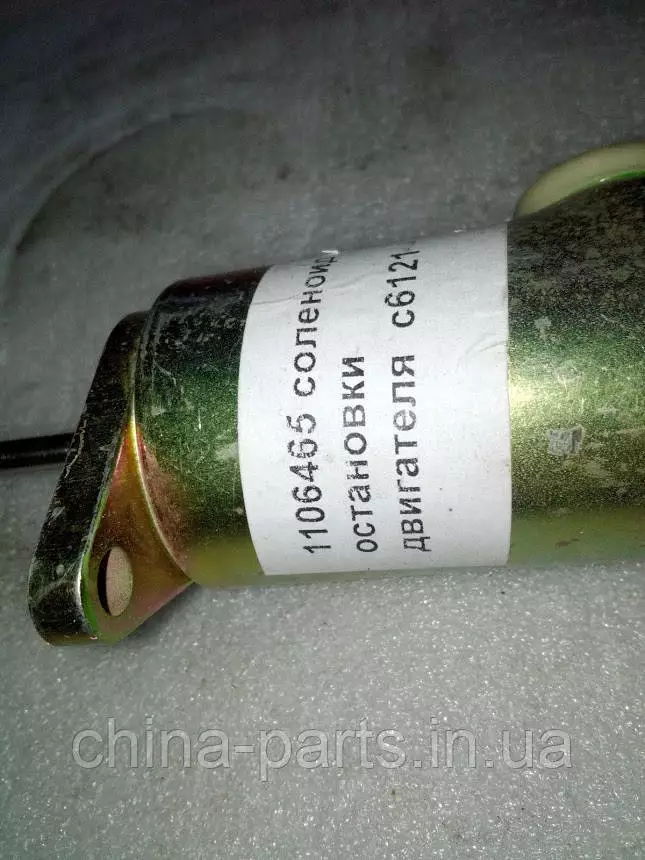 1106465 соленоид
остановки
двигателя с6121-
china-parts.in.ua